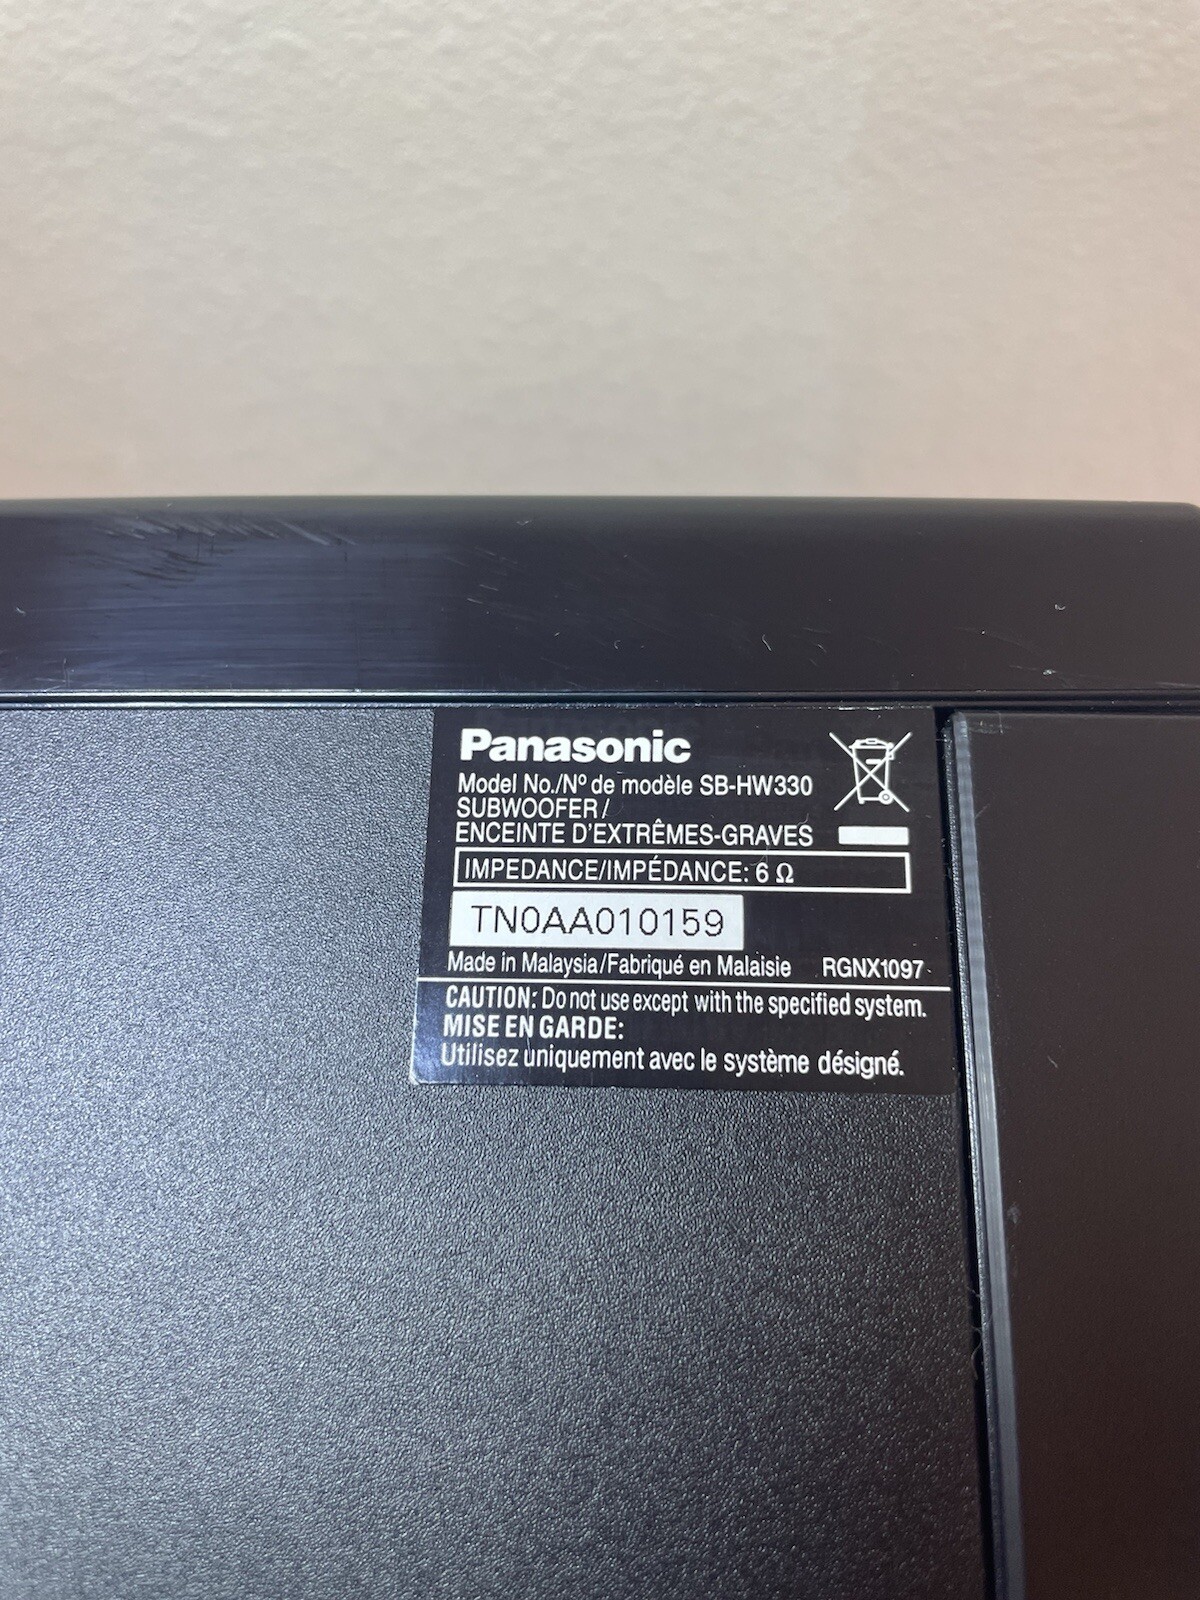 Panasonic
Model No./Nº de modèle SB-HW330
SUBWOOFER/
ENCEINTE D'EXTRÊMES-GRAVES
IMPEDANCE/IMPÉDANCE: 6 Ω
TN0AA010159
Made in Malaysia/Fabriqué en Malaisie RGNX1097
CAUTION: Do not use except with the specified system.
MISE EN GARDE:
Utilisez uniquement avec le système désigné.